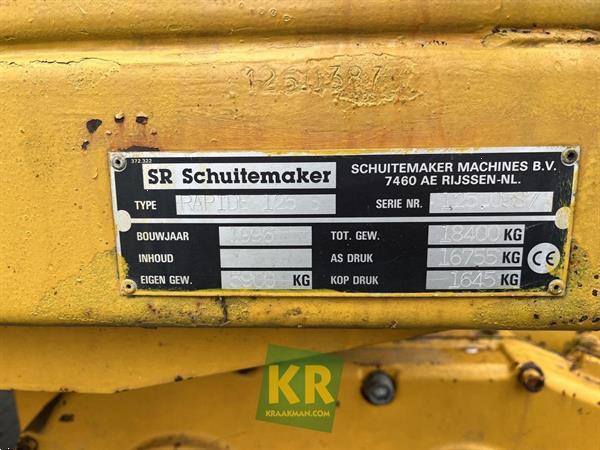 372.322
SR Schuitemaker
SCHUITEMAKER MACHINES B.V.
7460 AE RIJSSEN-NL.
TYPE RAPIDE 125 S
SERIE NR.
BOUWJAAR 1996
TOT. GEW. 18400 KG
INHOUD
AS DRUK 16755 KG
CE
EIGEN GEW. KG
KOP DRUK 1645 KG
KR
KRAAKMAN.COM